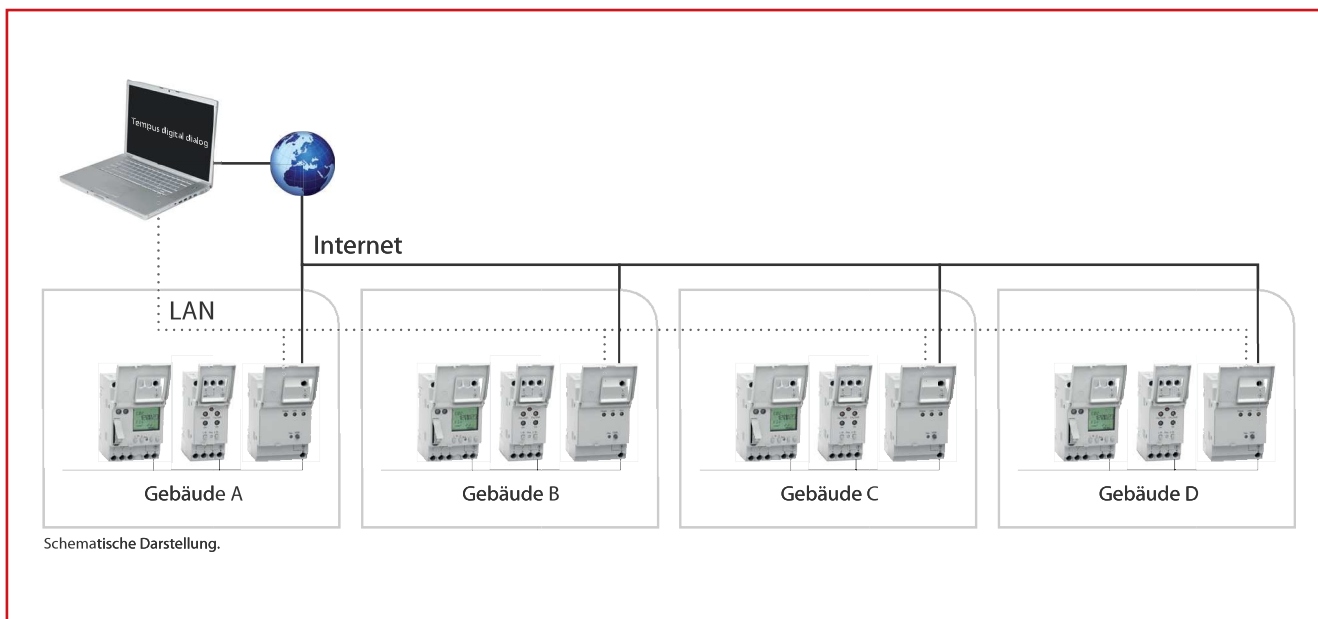 Tempus digital dialog
Internet
LAN
Gebäude A
Gebäude B
Gebäude C
Gebäude D
Schematische Darstellung.